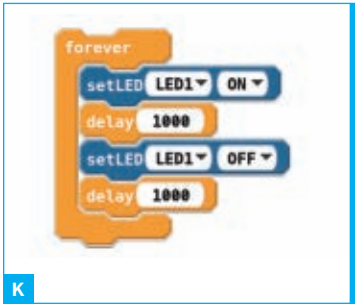 forever
setLED LED1 ON
delay 1000
setLED LED1 OFF
delay 1000
K